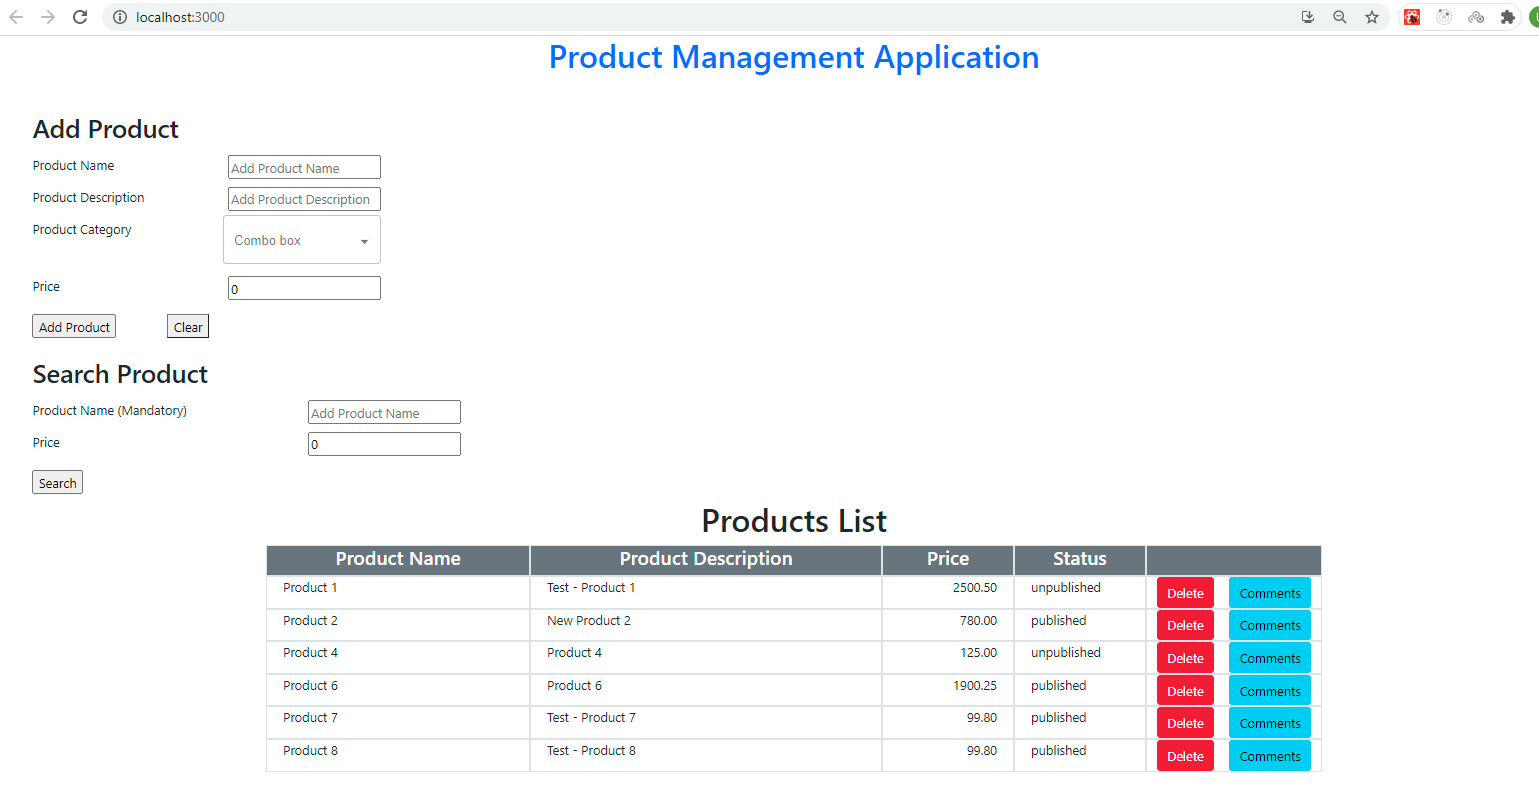 localhost:3000
Product Management Application
Add Product
Product Name Add Product Name
Product Description Add Product Description
Product Category Combo box
Price 0
Add Product Clear
Search Product
Product Name (Mandatory) Add Product Name
Price 0
Search
Products List
Product Name Product Description Price Status
Product 1 Test - Product 1 2500.50 unpublished Delete Comments
Product 2 New Product 2 780.00 published Delete Comments
Product 4 Product 4 125.00 unpublished Delete Comments
Product 6 Product 6 1900.25 published Delete Comments
Product 7 Test - Product 7 99.80 published Delete Comments
Product 8 Test - Product 8 99.80 published Delete Comments